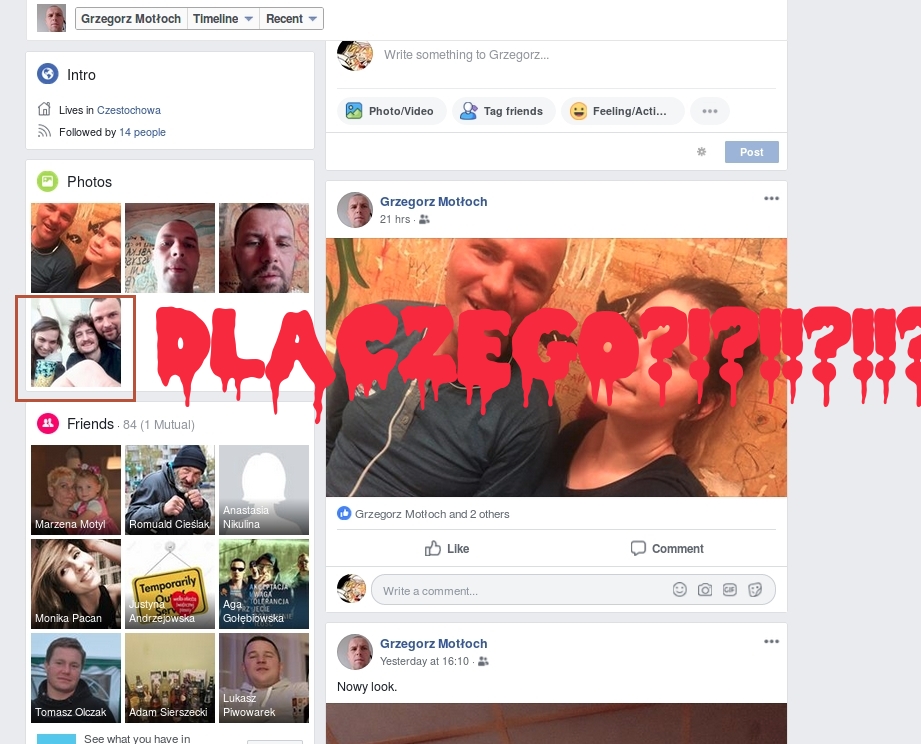 Grzegorz Motłoch Timeline Recent
Intro
Lives in Czestochowa
Followed by 14 people
Photos
Friends · 84 (1 Mutual)
Marzena Motyl
Romuald Cieślak
Anastasia Nikulina
Monika Pacan
Temporarily
Justyna Andrzejowska
AKCEPTACJA
TOLERANCJA
Aga Gołębiowska
Tomasz Olczak
Adam Sierszecki
Lukasz Piwowarek
See what you have in
Write something to Grzegorz...
Photo/Video Tag friends Feeling/Acti...
Post
Grzegorz Motłoch
21 hrs ·
DLACZEGO?!?!!?!!?
Grzegorz Motłoch and 2 others
Like Comment
Write a comment...
GIF
Grzegorz Motłoch
Yesterday at 16:10 ·
Nowy look.